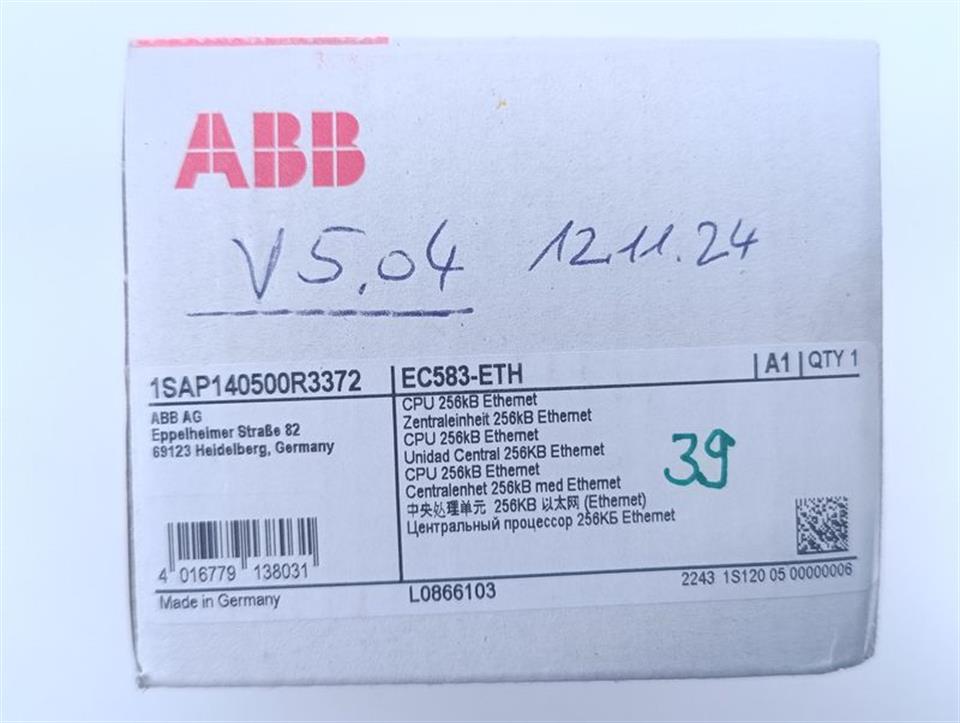 ABB
V 5.04 12.11.24
1SAP140500R3372
ABB AG
Eppelheimer Straße 82
69123 Heidelberg, Germany
4 016779 138031
Made in Germany
EC583-ETH
A1 QTY 1
CPU 256kB Ethernet
Zentraleinheit 256kB Ethernet
CPU 256kB Ethernet
Unidad Central 256KB Ethernet
CPU 256kB Ethernet
Centralenhet 256kB med Ethernet
中央处理单元 256KB 以太网 (Ethernet)
Центральный процессор 256КБ Ethernet
39
L0866103
2243 1S120 05 00000006